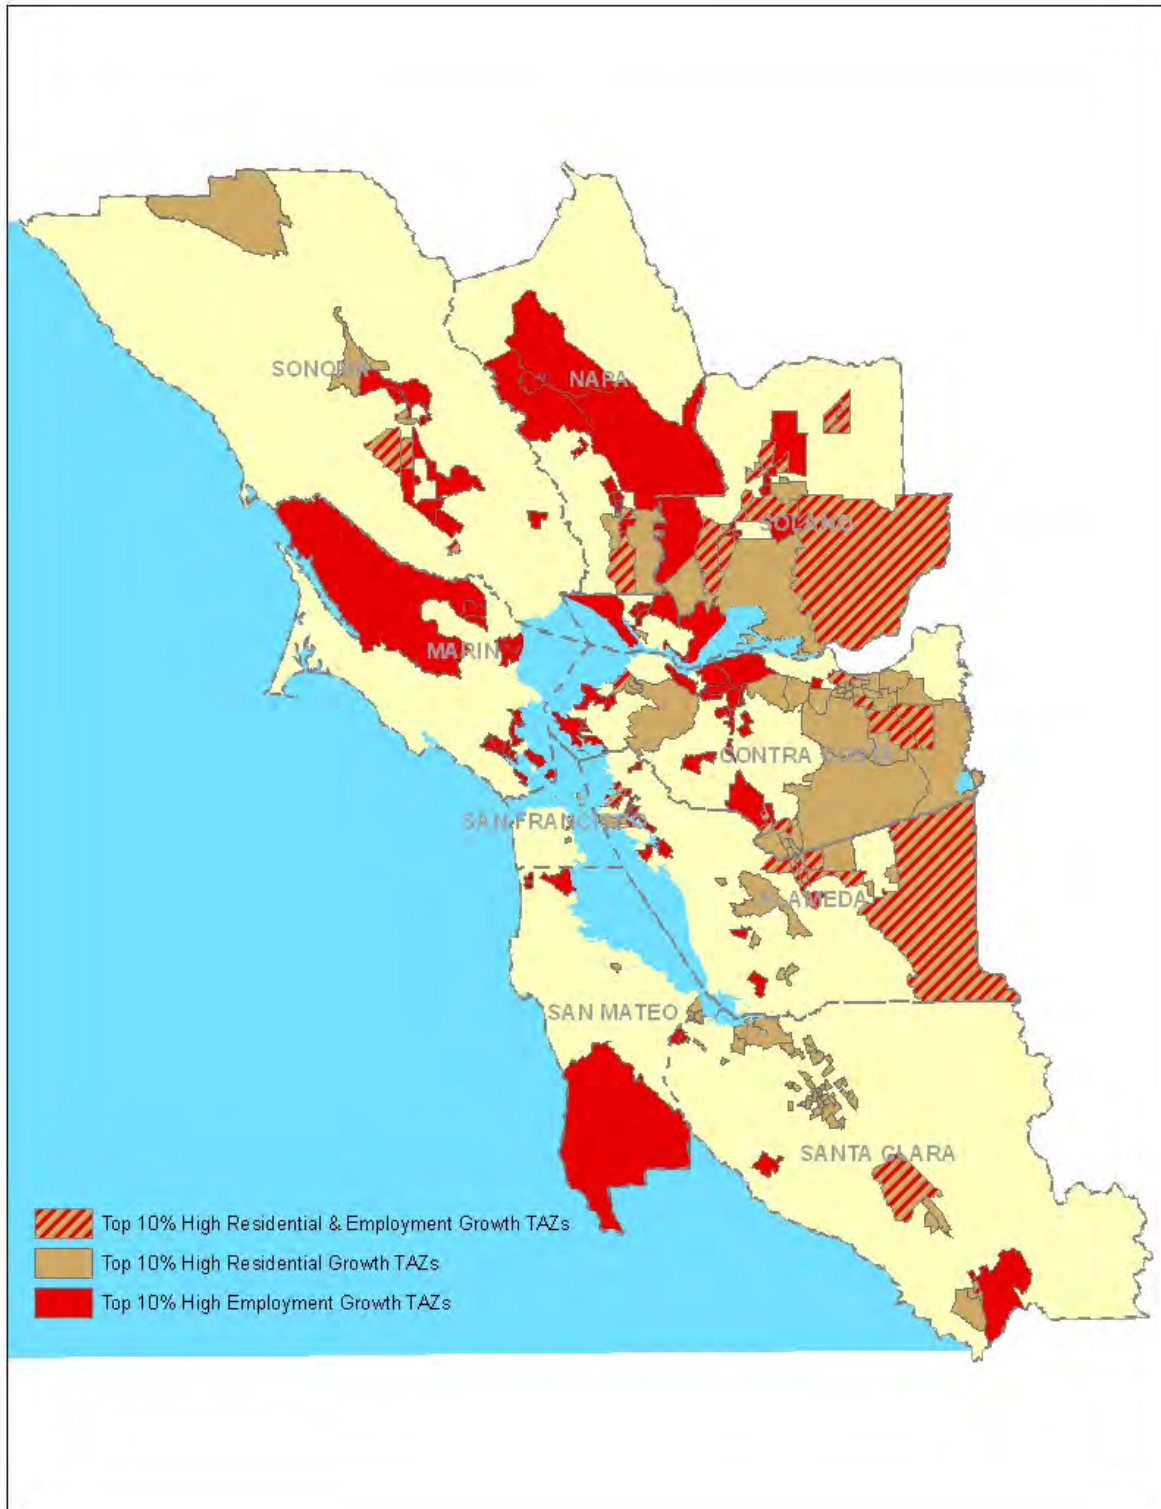 SONOMA
NAPA
SOLANO
MARIN
CONTRA COSTA
SAN FRANCISCO
ALAMEDA
SAN MATEO
SANTA CLARA
Top 10% High Residential & Employment Growth TAZs
Top 10% High Residential Growth TAZs
Top 10% High Employment Growth TAZs